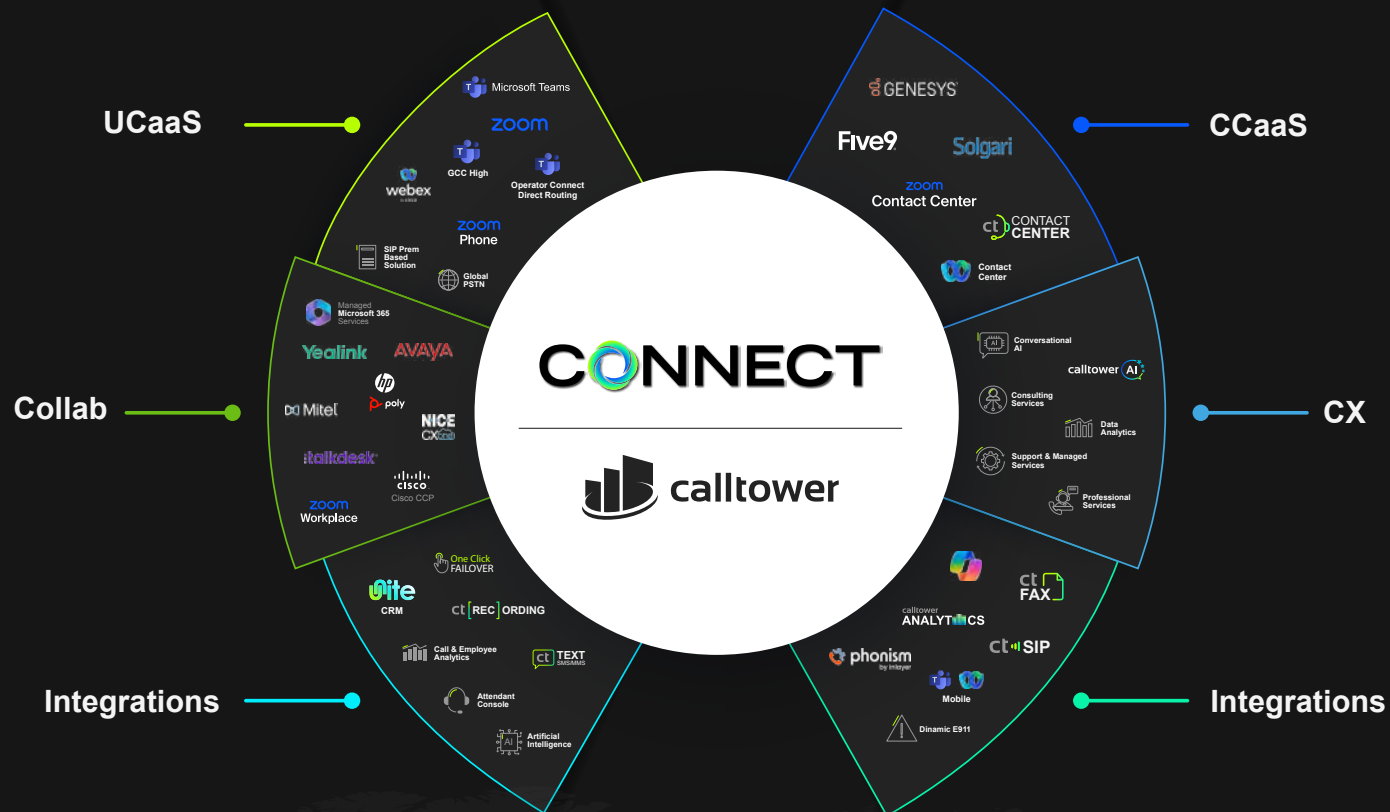 UCaaS
Microsoft Teams
zoom
GCC High
webex
Operator Connect
Direct Routing
zoom
Phone
SIP Prem
Based
Solution
Global
PSTN
CCaaS
GENESYS
Five9
Solgari
zoom
Contact Center
ct CONTACT
CENTER
Contact
Center
Collab
Managed
Microsoft 365
Services
Yealink
AVAYA
hp
poly
Mitel
NICE
CXone
talkdesk
cisco
Cisco CCP
zoom
Workplace
CONNECT
calltower
CX
AI
Conversational
AI
calltower AI
Consulting
Services
Data
Analytics
Support & Managed
Services
Professional
Services
Integrations
One Click
FAILOVER
Unite
CRM
ct [REC]ORDING
Call & Employee
Analytics
ct TEXT
SMS/MMS
Attendant
Console
AI
Artificial
Intelligence
Integrations
ct
FAX
calltower
ANALYTICS
ct SIP
phonism
by inlayer
Mobile
Dinamic E911